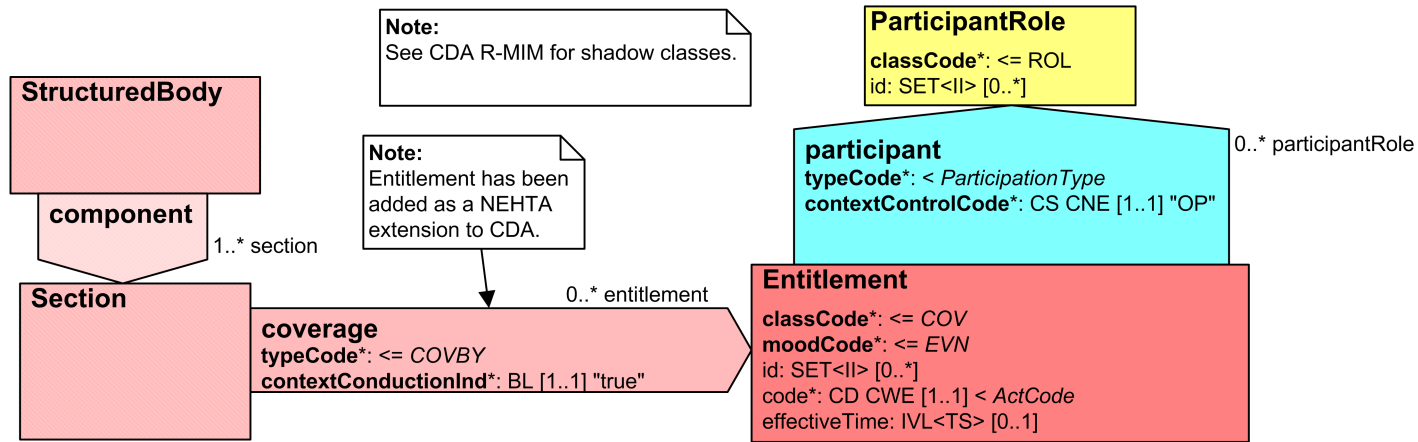 Note:
See CDA R-MIM for shadow classes.
ParticipantRole
classCode*: <= ROL
id: SET<II> [0..*]
StructuredBody
component
1..* section
Note:
Entitlement has been
added as a NEHTA
extension to CDA.
participant
typeCode*: < ParticipationType
contextControlCode*: CS CNE [1..1] "OP"
0..* participantRole
Section
coverage
typeCode*: <= COVBY
contextConductionInd*: BL [1..1] "true"
0..* entitlement
Entitlement
classCode*: <= COV
moodCode*: <= EVN
id: SET<II> [0..*]
code*: CD CWE [1..1] < ActCode
effectiveTime: IVL<TS> [0..1]